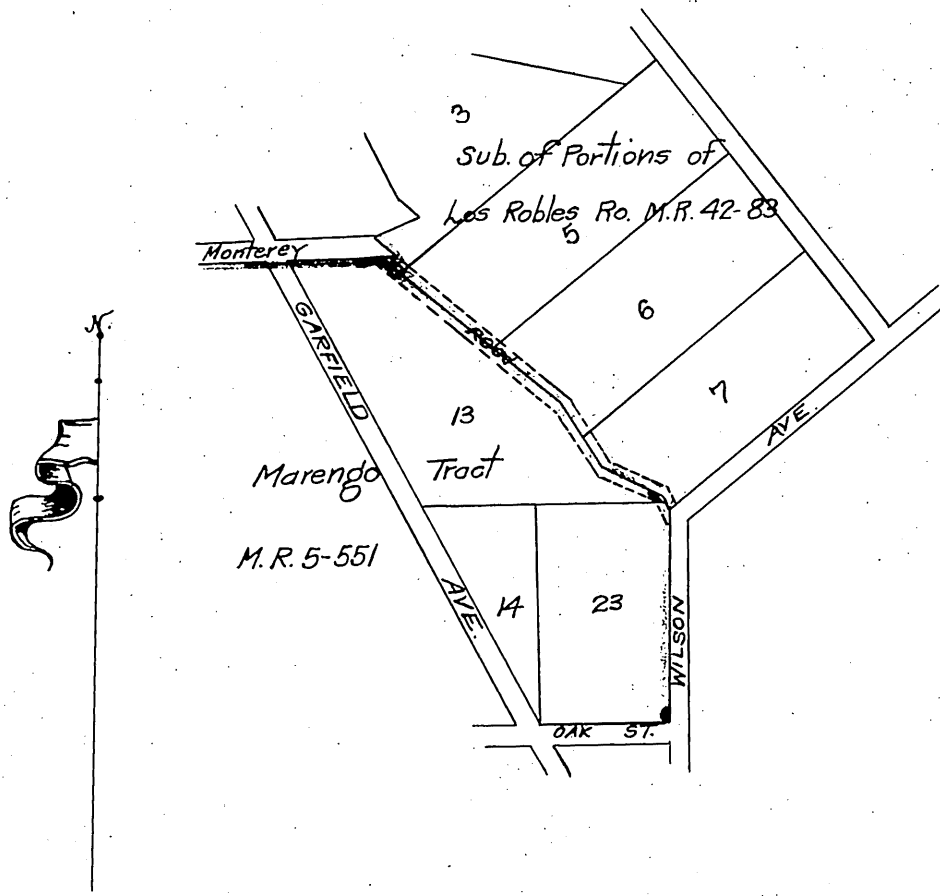 3
Sub. of Portions of
Los Robles Ro. M.R. 42-83
5
Monterey
6
N.
GARFIELD
7
13
AVE.
Marengo Tract
M.R. 5-551
AVE.
14
23
WILSON
OAK ST.